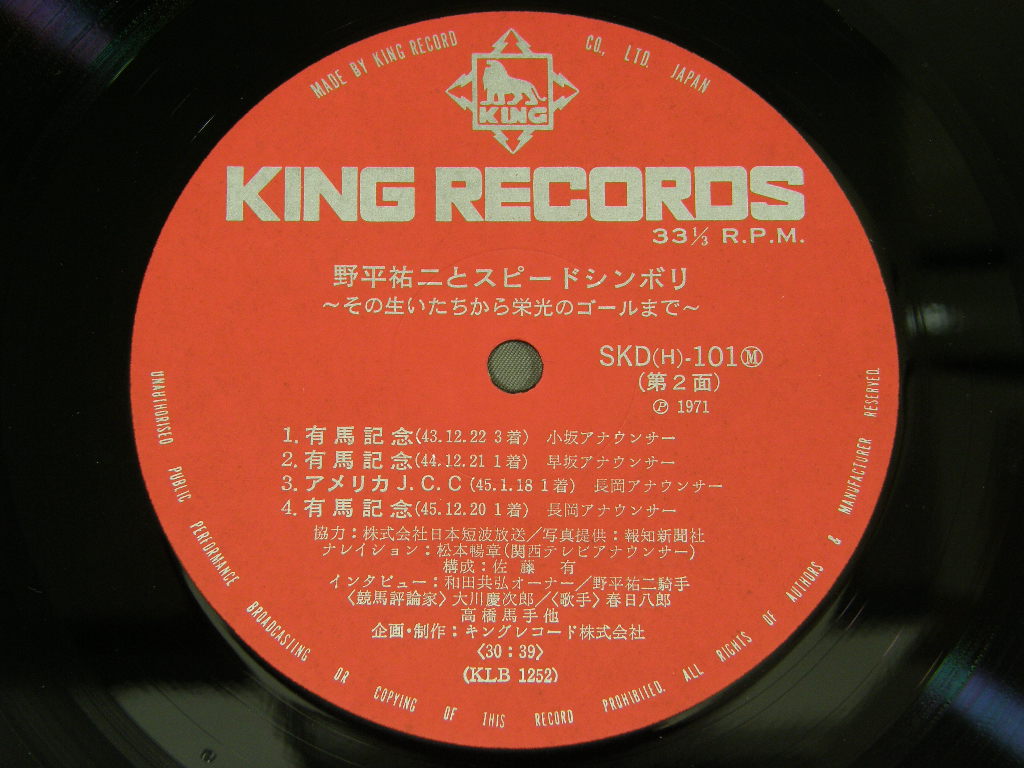 MADE BY KING RECORD CO., LTD. JAPAN
KING
KING RECORDS
33 1/3 R.P.M.
野平祐二とスピードシンボリ
～その生いたちから栄光のゴールまで～
SKD(H)-101Ⓜ
(第2面)
Ⓟ 1971
1. 有馬記念(43.12.22 3着) 小坂アナウンサー
2. 有馬記念(44.12.21 1着) 早坂アナウンサー
3. アメリカ J. C. C (45.1.18 1着) 長岡アナウンサー
4. 有馬記念(45.12.20 1着) 長岡アナウンサー
協力：株式会社日本短波放送／写真提供：報知新聞社
ナレイション：松本暢章(関西テレビアナウンサー)
構成：佐藤 有
インタビュー：和田共弘オーナー／野平祐二騎手
〈競馬評論家〉大川慶次郎／〈歌手〉春日八郎
高橋馬手他
企画・制作：キングレコード株式会社
〈30：39〉
(KLB 1252)
UNAUTHORISED PUBLIC PERFORMANCE BROADCASTING OR COPYING OF THIS RECORD PROHIBITED. ALL RIGHTS OF AUTHORS & MANUFACTURER RESERVED.